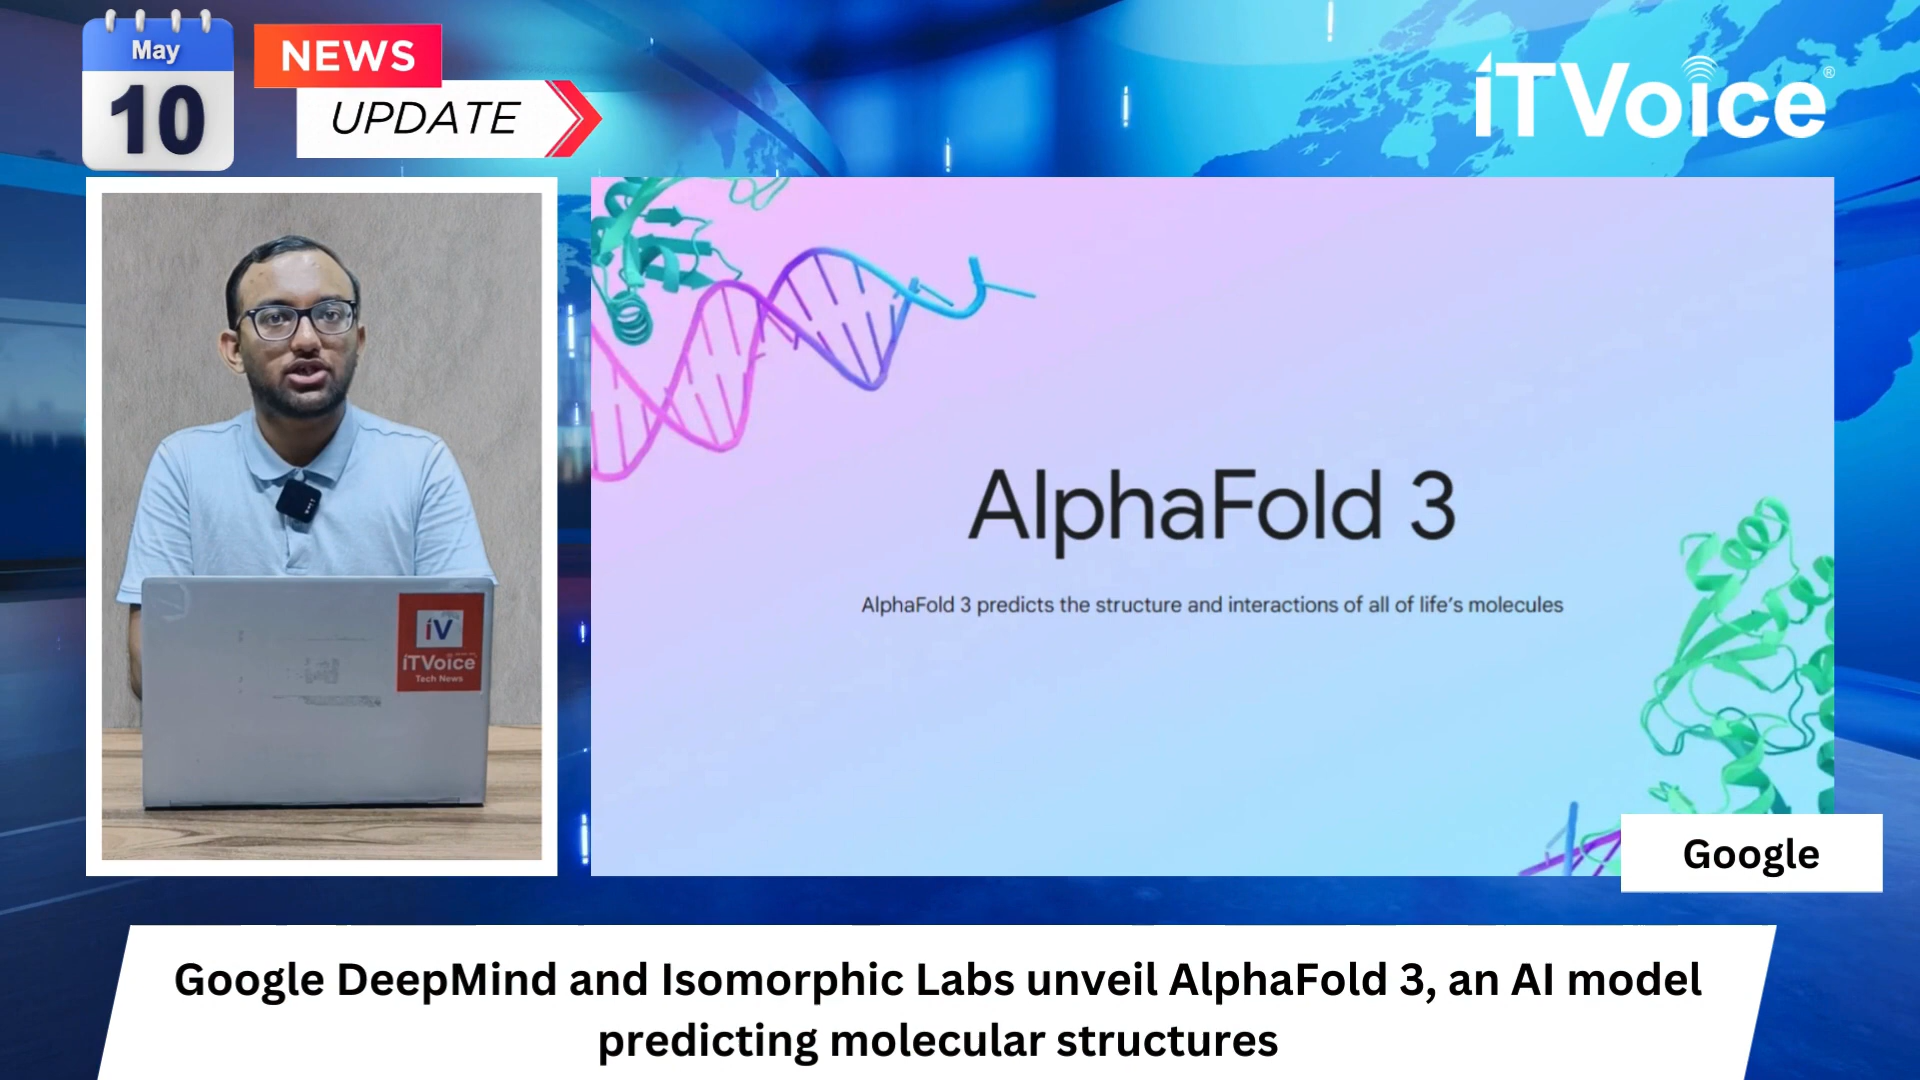 May
10
NEWS
UPDATE
iTVoice®
AlphaFold 3
AlphaFold 3 predicts the structure and interactions of all of life's molecules
iV
iTVoice
Tech News
Google
Google DeepMind and Isomorphic Labs unveil AlphaFold 3, an AI model
predicting molecular structures